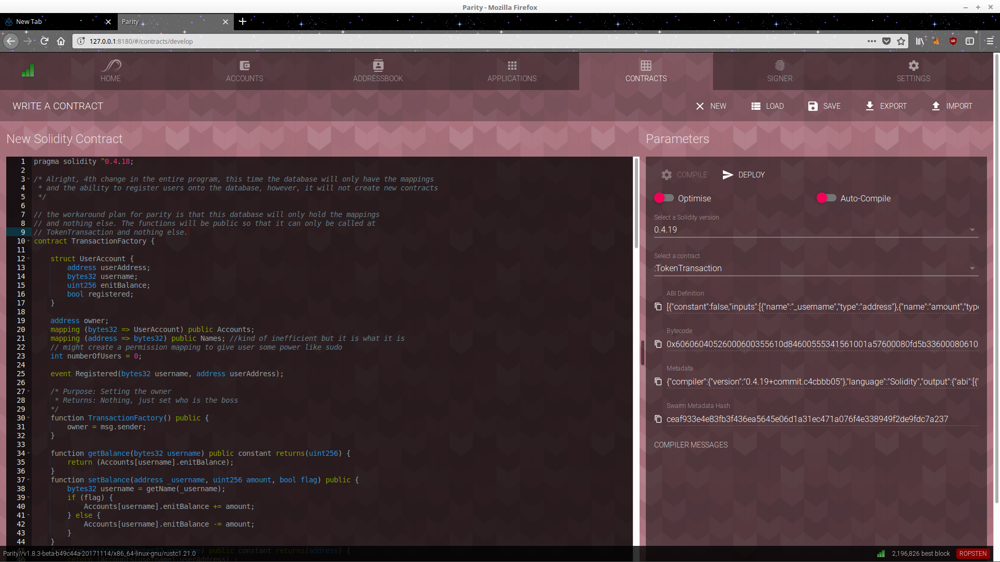 Parity - Mozilla Firefox
New Tab
Parity
127.0.0.1:8180/#/contracts/develop
HOME
ACCOUNTS
ADDRESSBOOK
APPLICATIONS
CONTRACTS
SIGNER
SETTINGS
WRITE A CONTRACT
NEW
LOAD
SAVE
EXPORT
IMPORT
New Solidity Contract
1 pragma solidity ^0.4.18;
2
3 /* Alright, 4th change in the entire program, this time the database will only have the mappings
4 * and the ability to register users onto the database, however, it will not create new contracts
5 */
6
7 // the workaround plan for parity is that this database will only hold the mappings
8 // and nothing else. The functions will be public so that it can only be called at
9 // TokenTransaction and nothing else.
10 contract TransactionFactory {
11
12 struct UserAccount {
13 address userAddress;
14 bytes32 username;
15 uint256 enitBalance;
16 bool registered;
17 }
18
19 address owner;
20 mapping (bytes32 => UserAccount) public Accounts;
21 mapping (address => bytes32) public Names; //kind of inefficient but it is what it is
22 // might create a permission mapping to give user some power like sudo
23 int numberOfUsers = 0;
24
25 event Registered(bytes32 username, address userAddress);
26
27 /* Purpose: Setting the owner
28 * Returns: Nothing, just set who is the boss
29 */
30 function TransactionFactory() public {
31 owner = msg.sender;
32 }
33
34 function getBalance(bytes32 username) public constant returns(uint256) {
35 return (Accounts[username].enitBalance);
36 }
37 function setBalance(address _username, uint256 amount, bool flag) public {
38 bytes32 username = getName(_username);
39 if (flag) {
40 Accounts[username].enitBalance += amount;
41 } else {
42 Accounts[username].enitBalance -= amount;
43 }
44 }
45 function getAddress(bytes32 username) public constant returns(address) {
46 return (Accounts[username].userAddress) ;
Parameters
COMPILE
DEPLOY
Optimise
Auto-Compile
Select a Solidity version
0.4.19
Select a contract
:TokenTransaction
ABI Definition
[{"constant":false,"inputs":[{"name":"_username","type":"address"},{"name":"amount","type
Bytecode
0x60606040526000600355610d84600555341561001a57600080fd5b33600080610
Metadata
{"compiler":{"version":"0.4.19+commit.c4cbbb05"},"language":"Solidity","output":{"abi":[{"
Swarm Metadata Hash
ceaf933e4e83fb3f436ea5645e06d1a31ec471a076f4e338949f2de9fdc7a237
COMPILER MESSAGES
Parity//v1.8.3-beta-b49c44a-20171114/x86_64-linux-gnu/rustc1.21.0
2,196,826 best block
ROPSTEN